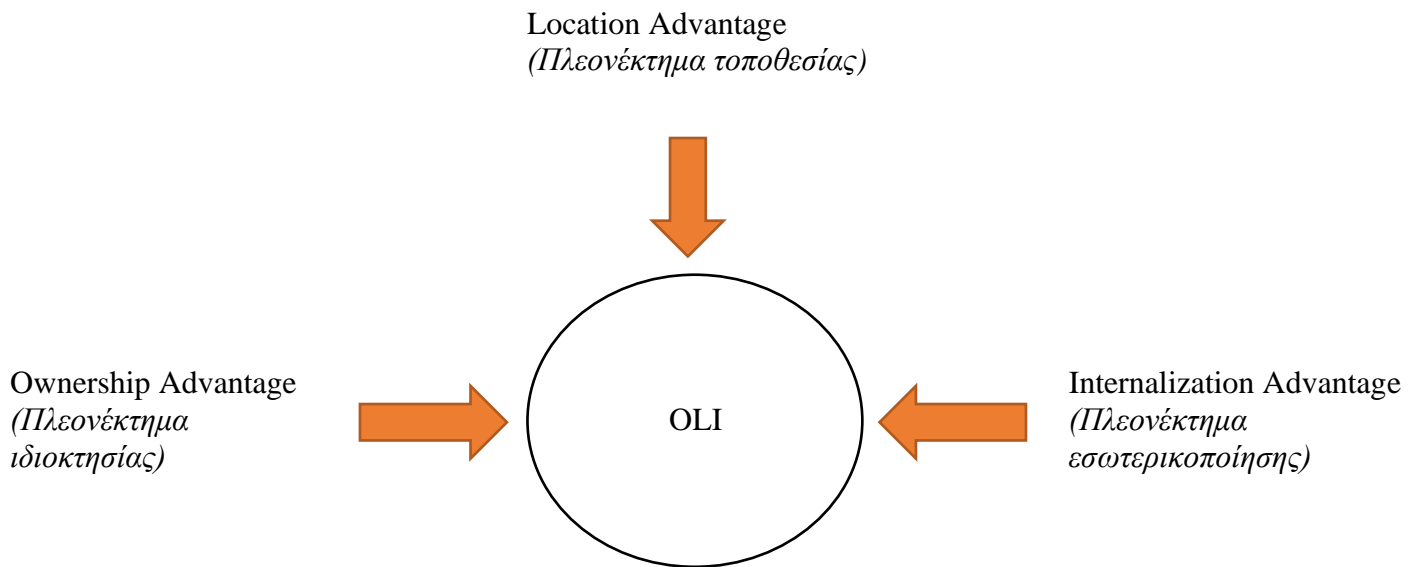 Location Advantage
(Πλεονέκτημα τοποθεσίας)
Ownership Advantage
(Πλεονέκτημα
ιδιοκτησίας)
OLI
Internalization Advantage
(Πλεονέκτημα
εσωτερικοποίησης)